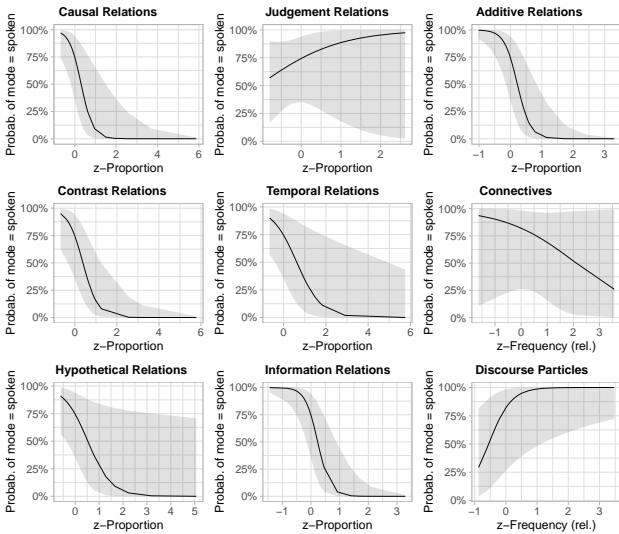 Causal Relations
Probab. of mode = spoken
100%
75%
50%
25%
0%
0 2 4 6
z−Proportion
Judgement Relations
Probab. of mode = spoken
100%
75%
50%
25%
0%
0 1 2
z−Proportion
Additive Relations
Probab. of mode = spoken
100%
75%
50%
25%
0%
−1 0 1 2 3
z−Proportion
Contrast Relations
Probab. of mode = spoken
100%
75%
50%
25%
0%
0 2 4 6
z−Proportion
Temporal Relations
Probab. of mode = spoken
100%
75%
50%
25%
0%
0 2 4 6
z−Proportion
Connectives
Probab. of mode = spoken
100%
75%
50%
25%
0%
−1 0 1 2 3
z−Frequency (rel.)
Hypothetical Relations
Probab. of mode = spoken
100%
75%
50%
25%
0%
0 1 2 3 4 5
z−Proportion
Information Relations
Probab. of mode = spoken
100%
75%
50%
25%
0%
−1 0 1 2 3
z−Proportion
Discourse Particles
Probab. of mode = spoken
100%
75%
50%
25%
0%
0 1 2 3
z−Frequency (rel.)